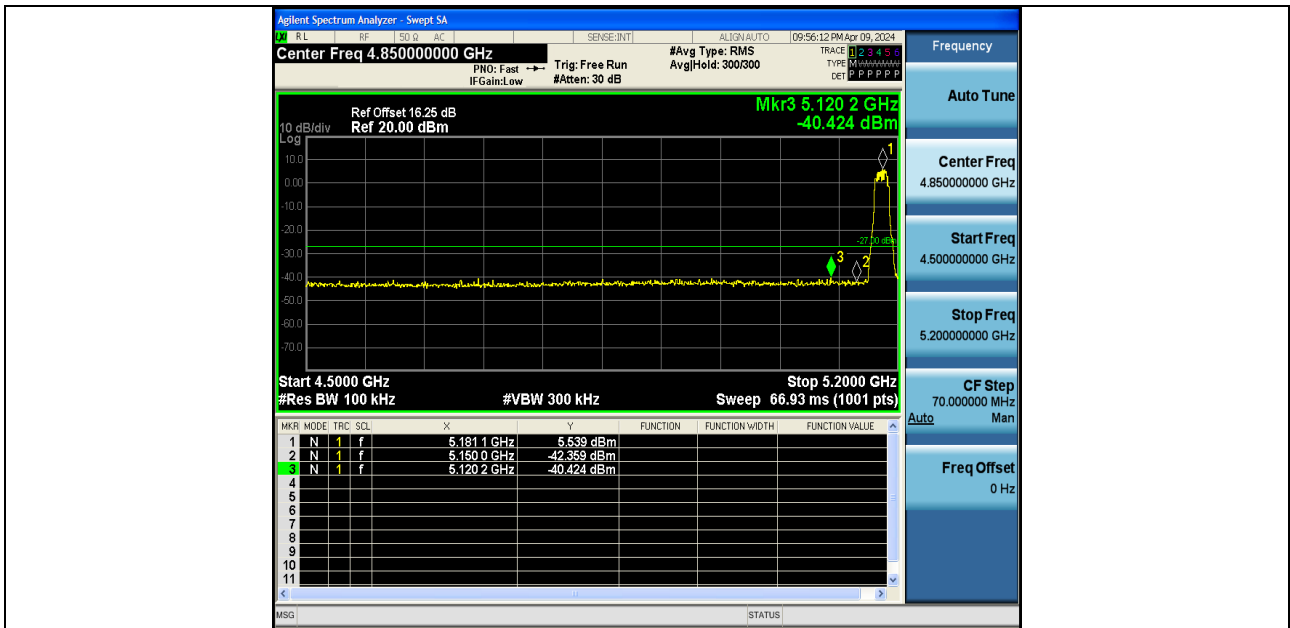 Agilent Spectrum Analyzer - Swept SA
LXI RL RF 50 Ω AC SENSE:INT ALIGNAUTO 09:56:12 PM Apr 09, 2024
Center Freq 4.850000000 GHz
PNO: Fast
IFGain:Low
Trig: Free Run
#Atten: 30 dB
#Avg Type: RMS
Avg|Hold: 300/300
TRACE 1 2 3 4 5 6
TYPE M
DET P P P P P P
Ref Offset 16.25 dB
10 dB/div Ref 20.00 dBm
Log
Mkr3 5.120 2 GHz
-40.424 dBm
10.0
0.00
-10.0
-20.0
-30.0
-40.0
-50.0
-60.0
-70.0
1
-27.00 dBm
3
2
Start 4.5000 GHz Stop 5.2000 GHz
#Res BW 100 kHz #VBW 300 kHz Sweep 66.93 ms (1001 pts)
MKR MODE TRC SCL X Y FUNCTION FUNCTION WIDTH FUNCTION VALUE
1 N 1 f 5.181 1 GHz 5.539 dBm
2 N 1 f 5.150 0 GHz -42.359 dBm
3 N 1 f 5.120 2 GHz -40.424 dBm
4
5
6
7
8
9
10
11
MSG STATUS
Frequency
Auto Tune
Center Freq
4.850000000 GHz
Start Freq
4.500000000 GHz
Stop Freq
5.200000000 GHz
CF Step
70.000000 MHz
Auto Man
Freq Offset
0 Hz